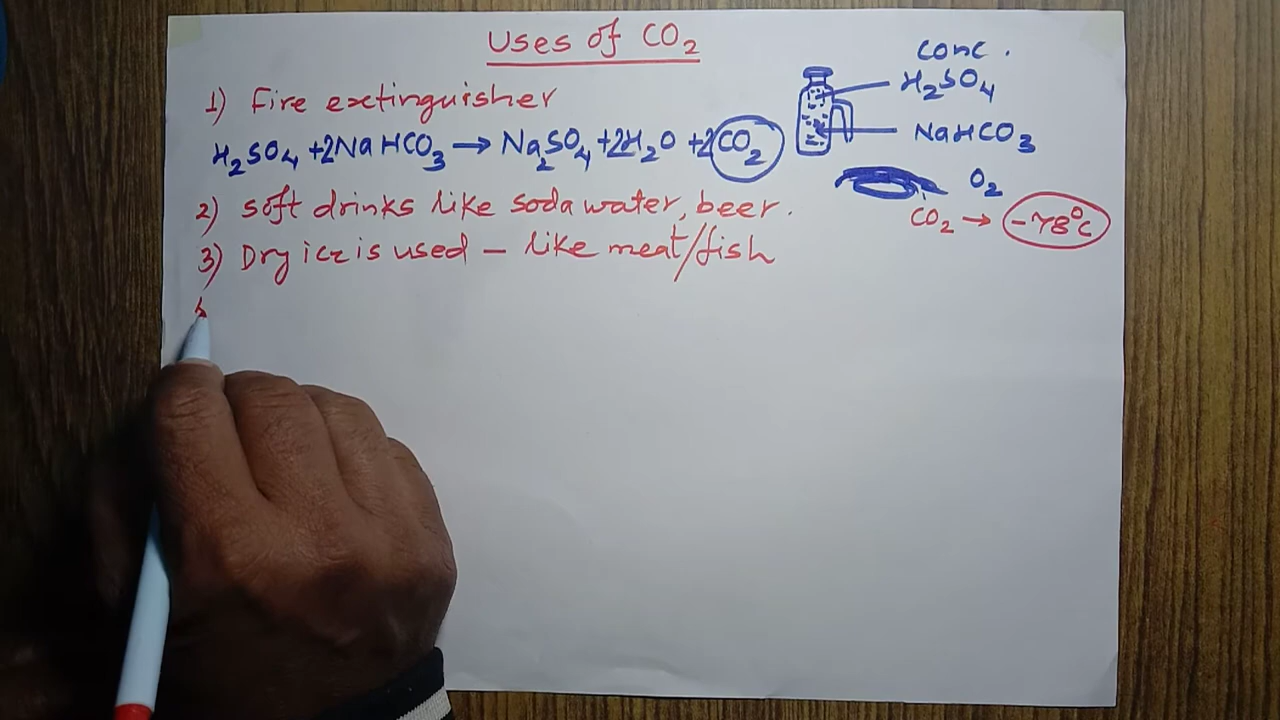 Uses of CO2
1) Fire extinguisher
H2SO4 +2NaHCO3 → Na2SO4 +2H2O +2CO2
conc.
H2SO4
NaHCO3
O2
CO2 → -78°C
2) Soft drinks like soda water, beer.
3) Dry ice is used - like meat/fish